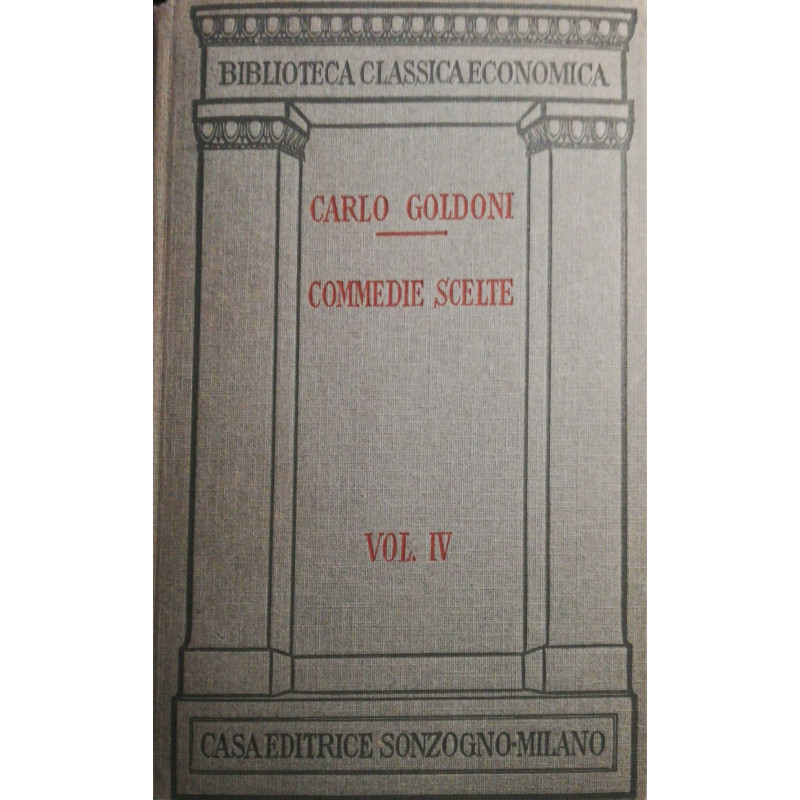 BIBLIOTECA CLASSICA ECONOMICA
CARLO GOLDONI
COMMEDIE SCELTE
VOL. IV
CASA EDITRICE SONZOGNO-MILANO